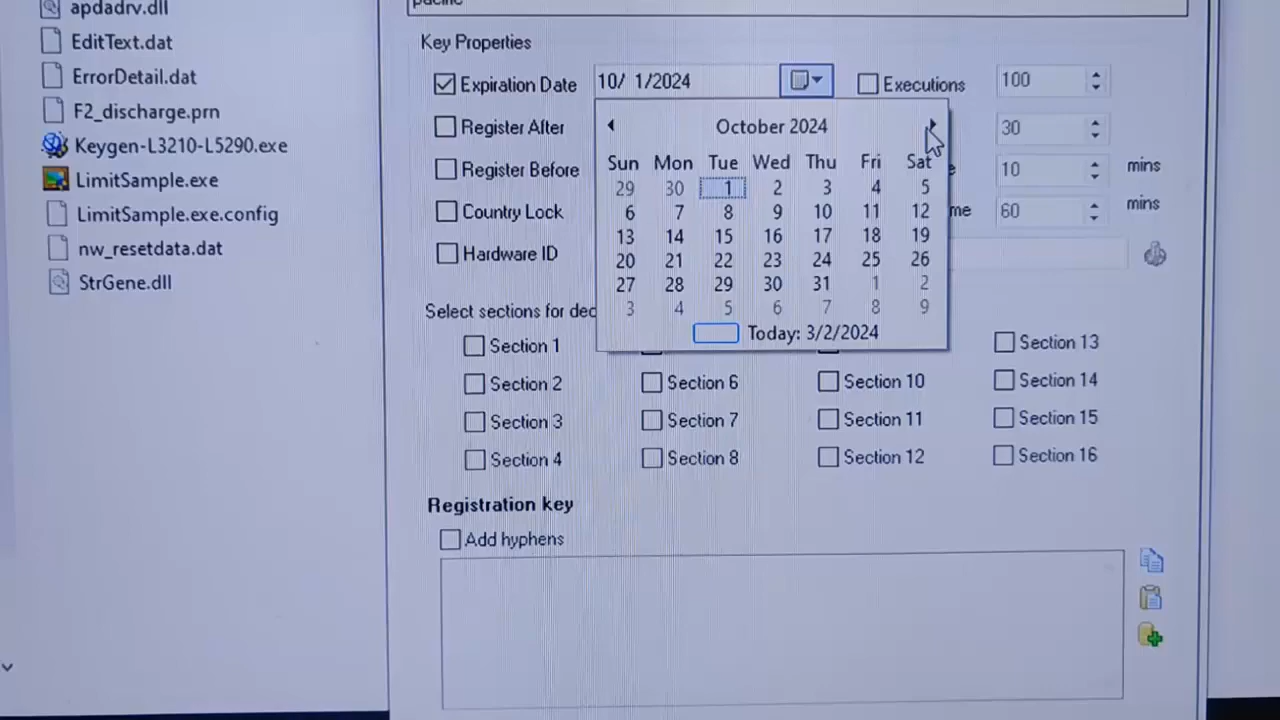 apdadrv.dll
EditText.dat
ErrorDetail.dat
F2_discharge.prn
Keygen-L3210-L5290.exe
LimitSample.exe
LimitSample.exe.config
nw_resetdata.dat
StrGene.dll
Key Properties
Expiration Date 10/ 1/2024 Executions 100
Register After 30
Register Before 10 mins
Country Lock me 60 mins
Hardware ID
October 2024
Sun Mon Tue Wed Thu Fri Sat
29 30 1 2 3 4 5
6 7 8 9 10 11 12
13 14 15 16 17 18 19
20 21 22 23 24 25 26
27 28 29 30 31 1 2
3 4 5 6 7 8 9
Today: 3/2/2024
Select sections for dec
Section 1 Section 13
Section 2 Section 6 Section 10 Section 14
Section 3 Section 7 Section 11 Section 15
Section 4 Section 8 Section 12 Section 16
Registration key
Add hyphens